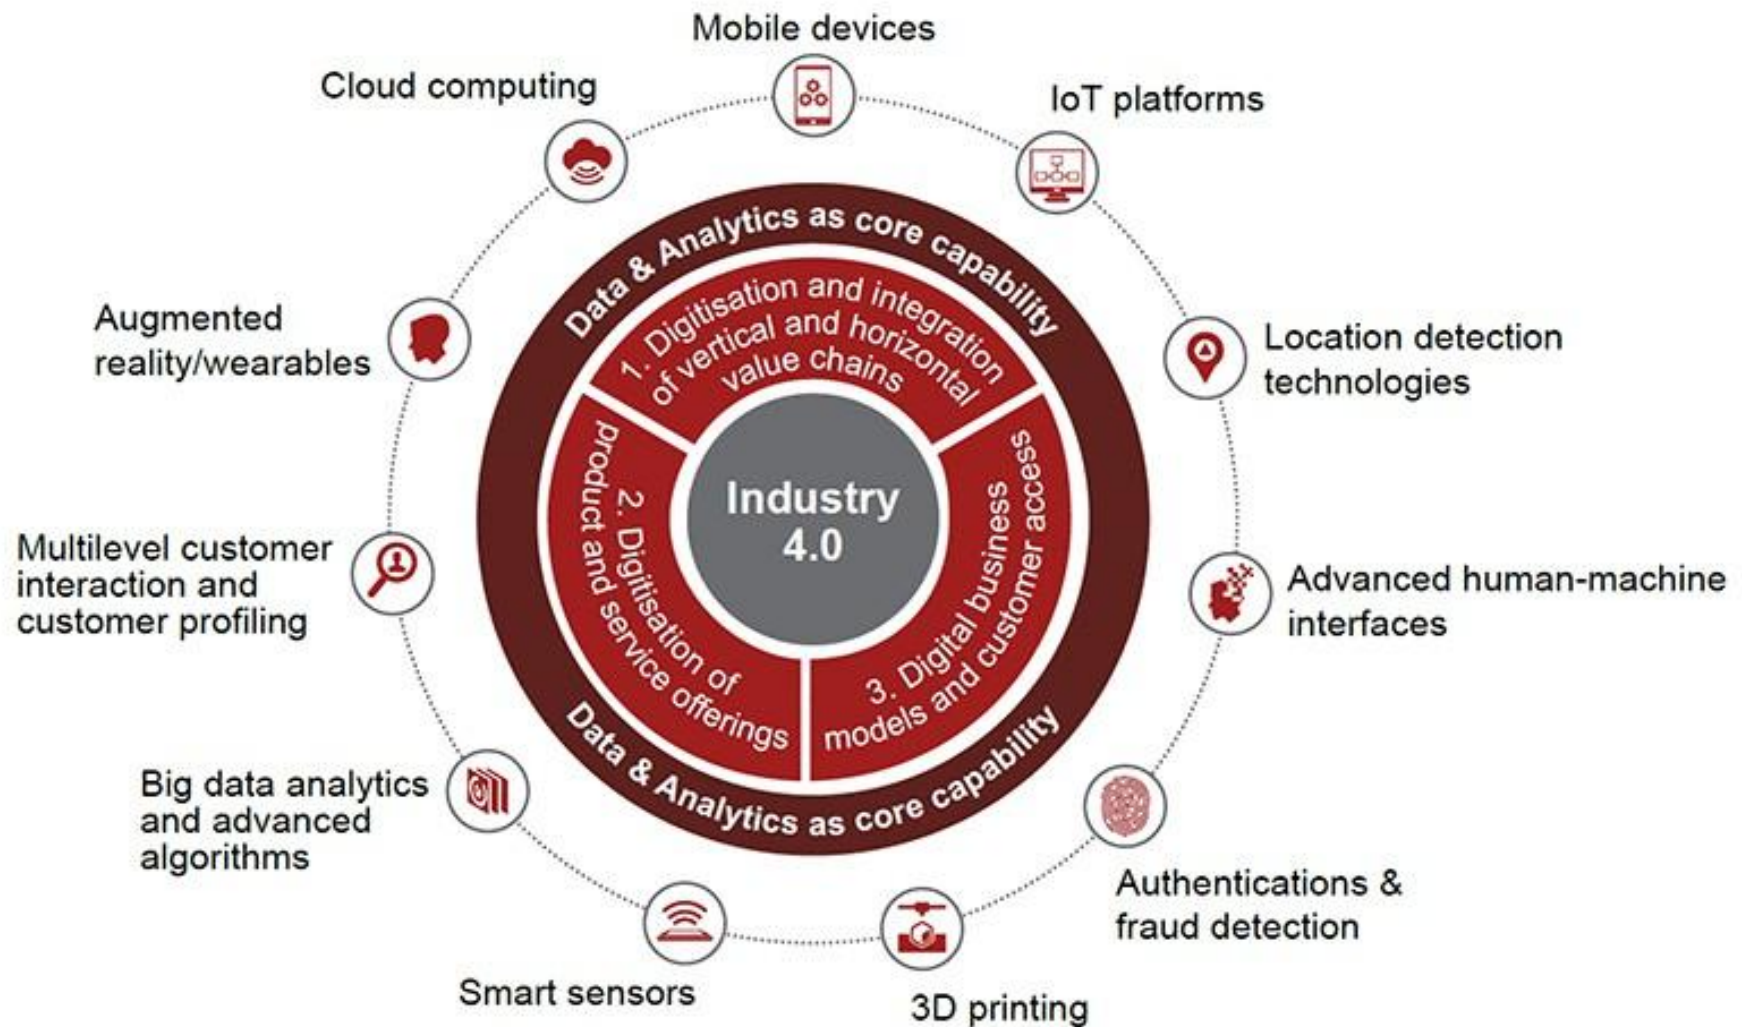 Mobile devices
Cloud computing
IoT platforms
Data & Analytics as core capability
1. Digitisation and integration
of vertical and horizontal
value chains
Augmented
reality/wearables
Location detection
technologies
Industry
4.0
2. Digitisation of
product and service offerings
3. Digital business
models and customer access
Multilevel customer
interaction and
customer profiling
Advanced human-machine
interfaces
Data & Analytics as core capability
Big data analytics
and advanced
algorithms
Authentications &
fraud detection
Smart sensors
3D printing